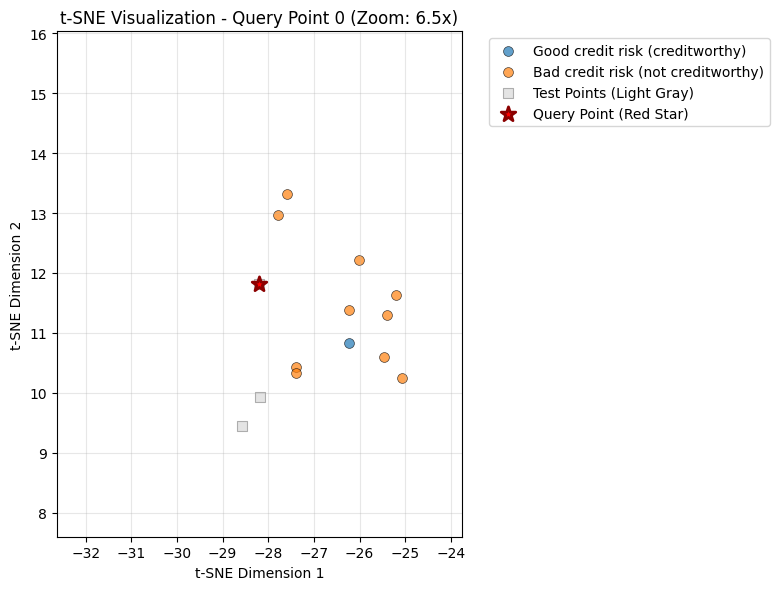 t-SNE Visualization - Query Point 0 (Zoom: 6.5x)
Good credit risk (creditworthy)
Bad credit risk (not creditworthy)
Test Points (Light Gray)
Query Point (Red Star)
t-SNE Dimension 2
16
15
14
13
12
11
10
9
8
−32 −31 −30 −29 −28 −27 −26 −25 −24
t-SNE Dimension 1